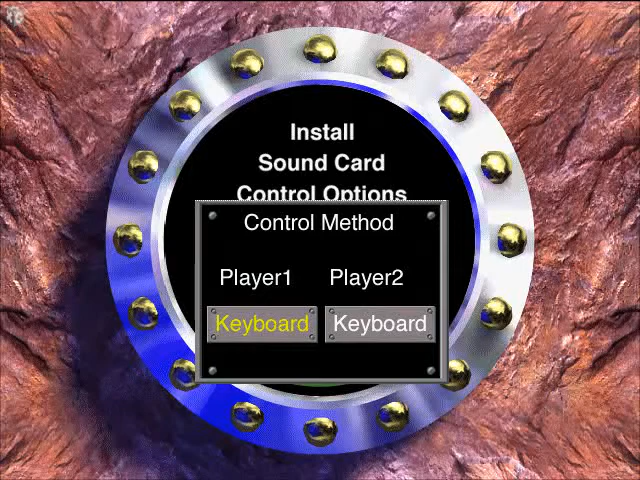 Install
Sound Card
Control Options
Control Method
Player1 Player2
Keyboard Keyboard